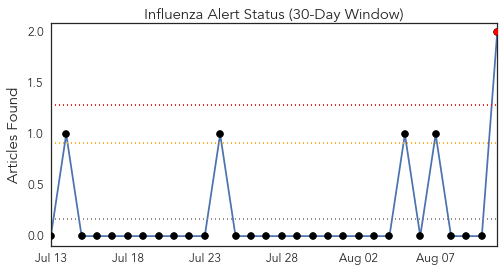 Influenza Alert Status (30-Day Window)
Articles Found
2.0
1.5
1.0
0.5
0.0
Jul 13 Jul 18 Jul 23 Jul 28 Aug 02 Aug 07